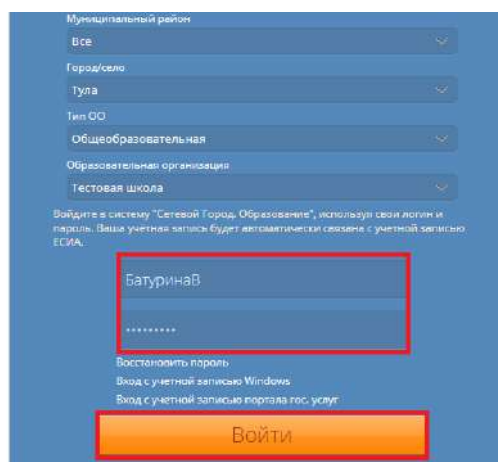 Муниципальный район
Все
Город/село
Тула
Тип ОО
Общеобразовательная
Образовательная организация
Тестовая школа
Войдите в систему "Сетевой Город. Образование", используя свои логин и
пароль. Ваша учетная запись будет автоматически связана с учетной записью
ЕСИА.
БатуринаВ
•••••••••
Восстановить пароль
Вход с учетной записью Windows
Вход с учетной записью портала гос. услуг
Войти